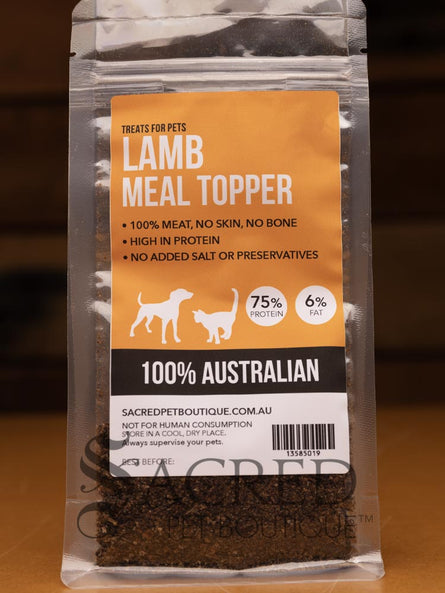 TREATS FOR PETS
LAMB
MEAL TOPPER
• 100% MEAT, NO SKIN, NO BONE
• HIGH IN PROTEIN
• NO ADDED SALT OR PRESERVATIVES
75%
PROTEIN
6%
FAT
100% AUSTRALIAN
SACREDPETBOUTIQUE.COM.AU
NOT FOR HUMAN CONSUMPTION
STORE IN A COOL, DRY PLACE.
Always supervise your pets.
13585019
BEST BEFORE:
SACRED
PET BOUTIQUE™